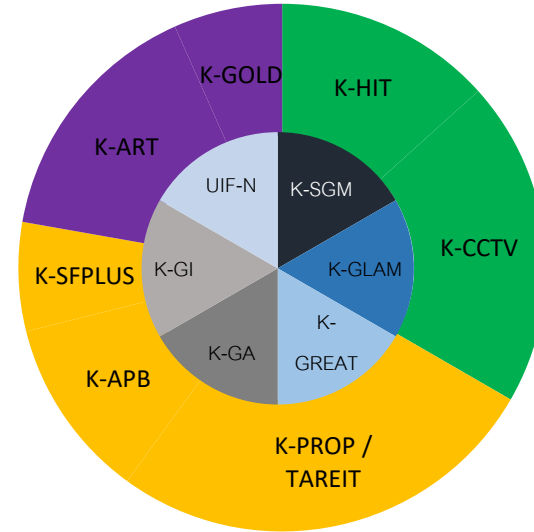 K-GOLD
K-HIT
K-ART
UIF-N
K-SGM
K-CCTV
K-SFPLUS
K-GI
K-GLAM
K-
GREAT
K-GA
K-APB
K-PROP /
TAREIT